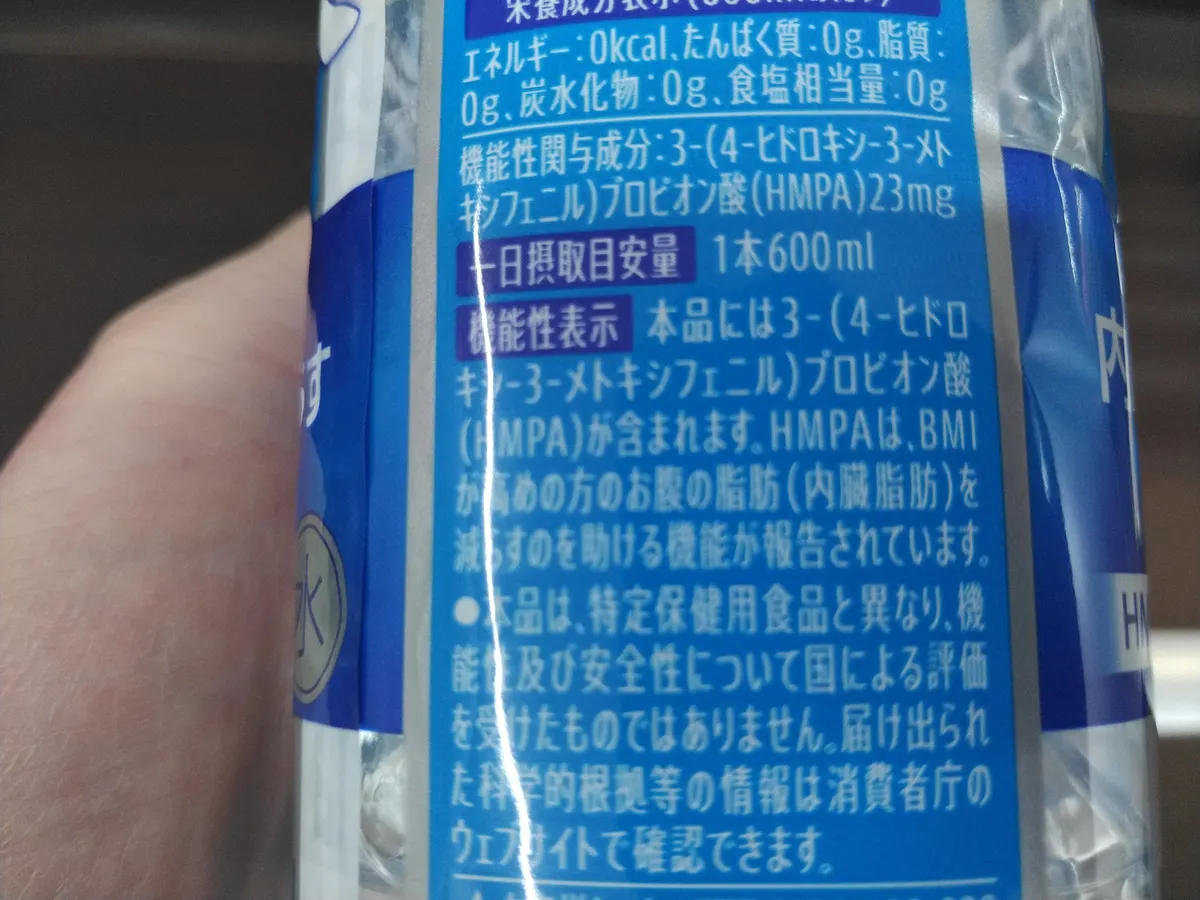 栄養成分表示
エネルギー:0kcal、たんぱく質:0g、脂質:
0g、炭水化物:0g、食塩相当量:0g
機能性関与成分:3-(4-ヒドロキシ-3-メト
キシフェニル)プロピオン酸(HMPA)23mg
一日摂取目安量 1本600ml
機能性表示 本品には3-(4-ヒドロ
キシ-3-メトキシフェニル)プロピオン酸
(HMPA)が含まれます。HMPAは、BMI
が高めの方のお腹の脂肪(内臓脂肪)を
減らすのを助ける機能が報告されています。
●本品は、特定保健用食品と異なり、機
能性及び安全性について国による評価
を受けたものではありません。届け出られ
た科学的根拠等の情報は消費者庁の
ウェブサイトで確認できます。
す
水
内